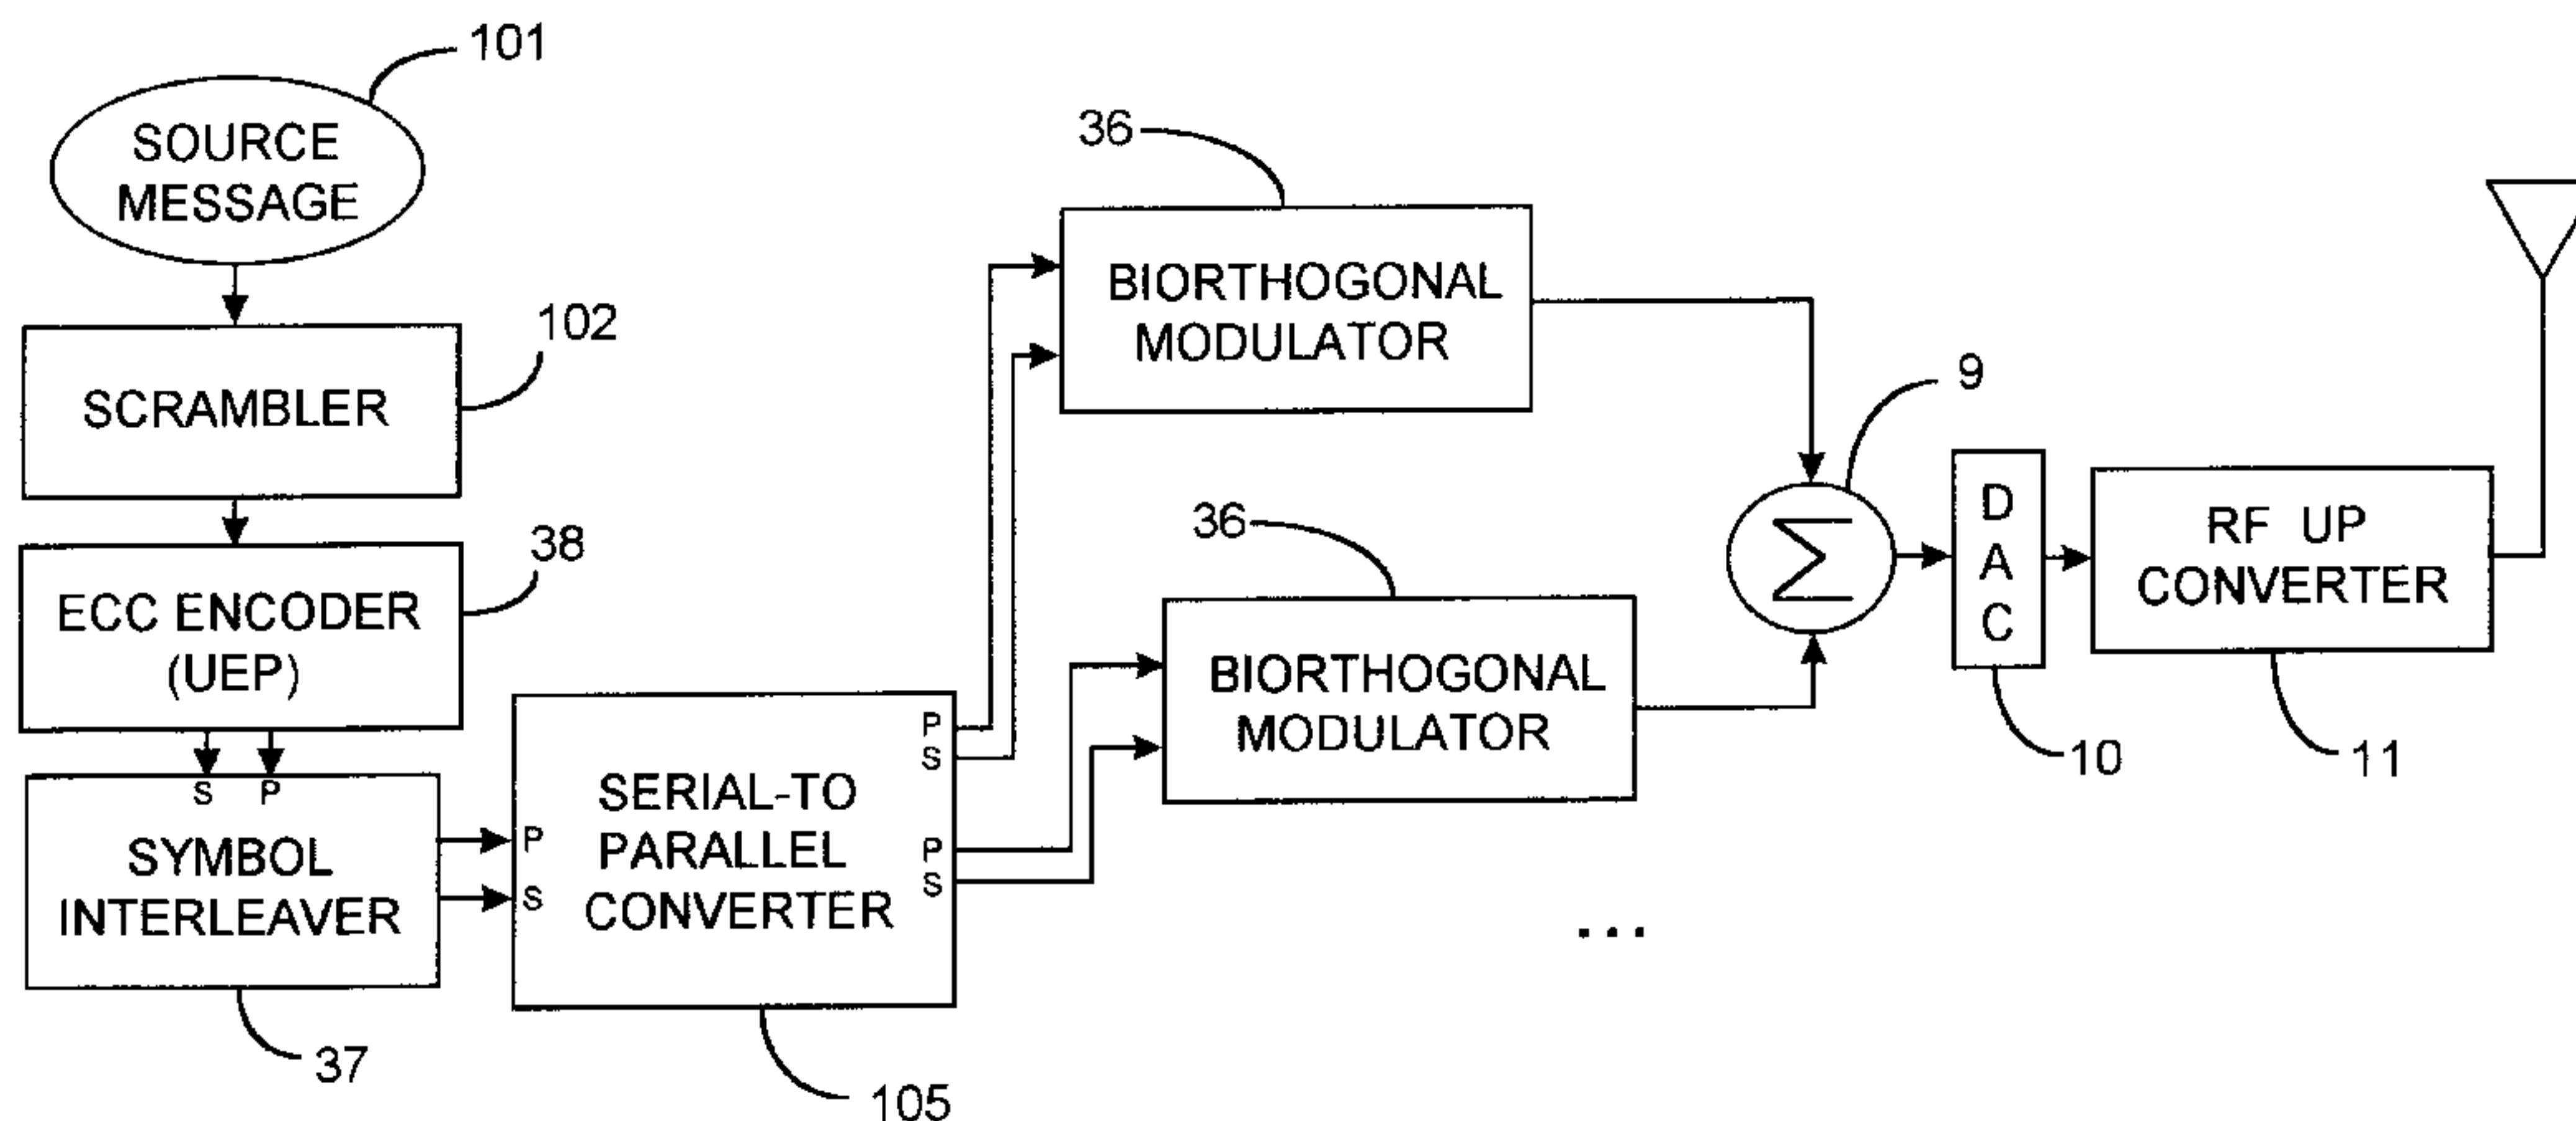 101
SOURCE
MESSAGE
102
SCRAMBLER
38
ECC ENCODER
(UEP)
S P
SYMBOL
INTERLEAVER
37
P
S
SERIAL-TO
PARALLEL
CONVERTER
P
S
P
S
105
36
BIORTHOGONAL
MODULATOR
36
BIORTHOGONAL
MODULATOR
...
9
Σ
D
A
C
10
RF UP
CONVERTER
11